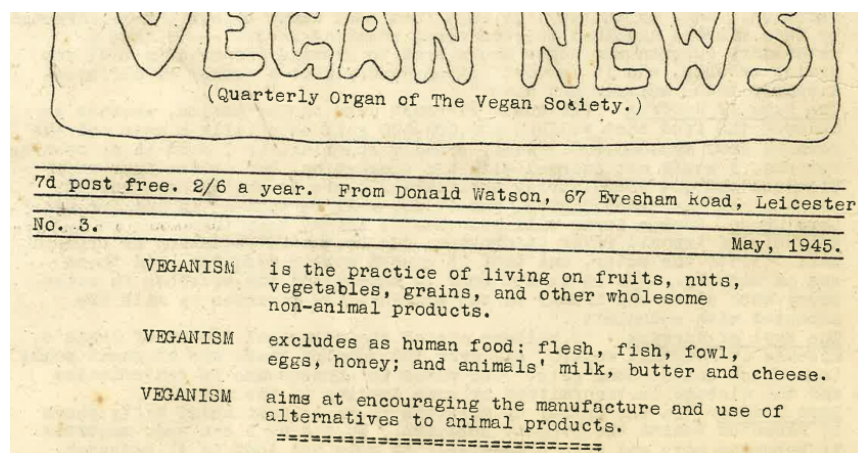 VEGAN NEWS
(Quarterly Organ of The Vegan Society.)
7d post free. 2/6 a year. From Donald Watson, 67 Evesham Road, Leicester
No. 3.
May, 1945.
VEGANISM is the practice of living on fruits, nuts,
vegetables, grains, and other wholesome
non-animal products.
VEGANISM excludes as human food: flesh, fish, fowl,
eggs, honey; and animals' milk, butter and cheese.
VEGANISM aims at encouraging the manufacture and use of
alternatives to animal products.
============================